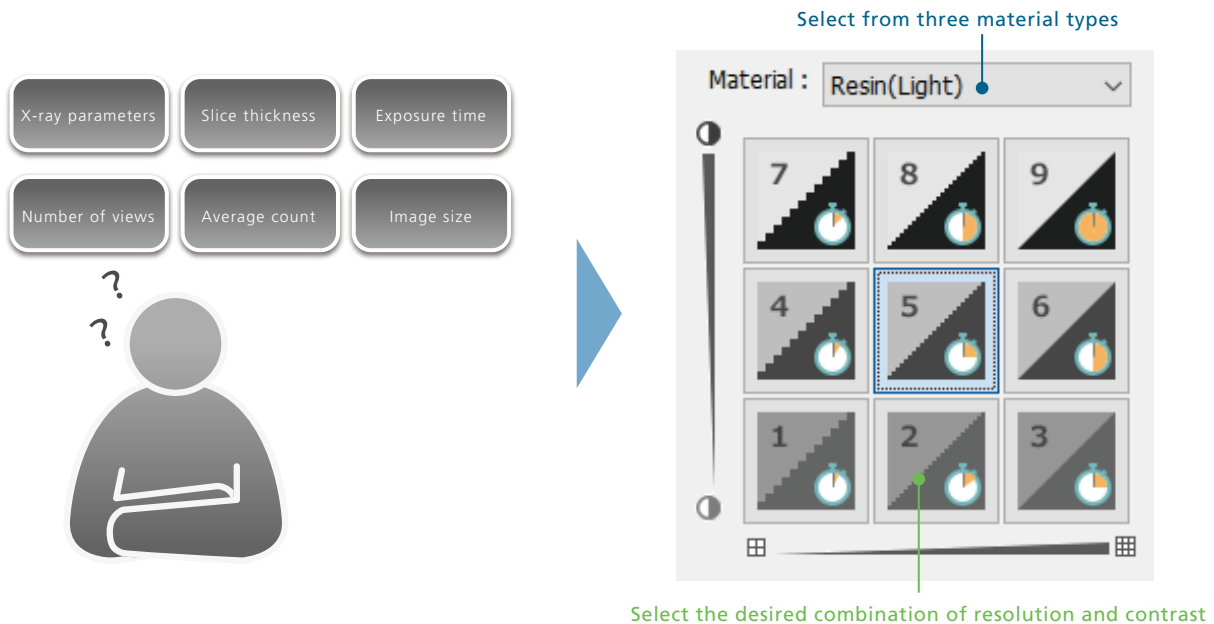 Select from three material types
X-ray parameters
Slice thickness
Exposure time
Number of views
Average count
Image size
? 
?
Material :
Resin(Light)
7
8
9
4
5
6
1
2
3
Select the desired combination of resolution and contrast